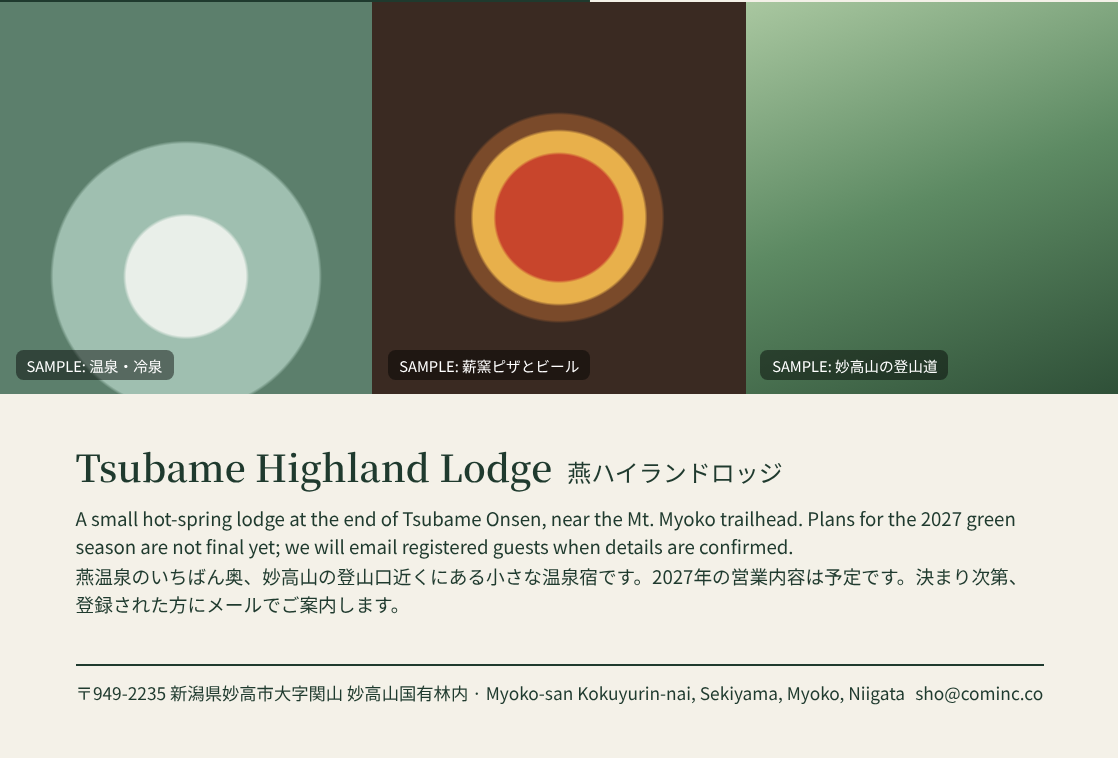 SAMPLE: 温泉・冷泉
SAMPLE: 薪窯ピザとビール
SAMPLE: 妙高山の登山道
Tsubame Highland Lodge 燕ハイランドロッジ
A small hot-spring lodge at the end of Tsubame Onsen, near the Mt. Myoko trailhead. Plans for the 2027 green
season are not final yet; we will email registered guests when details are confirmed.
燕温泉のいちばん奥、妙高山の登山口近くにある小さな温泉宿です。2027年の営業内容は予定です。決まり次第、
登録された方にメールでご案内します。
〒949-2235 新潟県妙高市大字関山 妙高山国有林内 · Myoko-san Kokuyurin-nai, Sekiyama, Myoko, Niigata sho@cominc.co